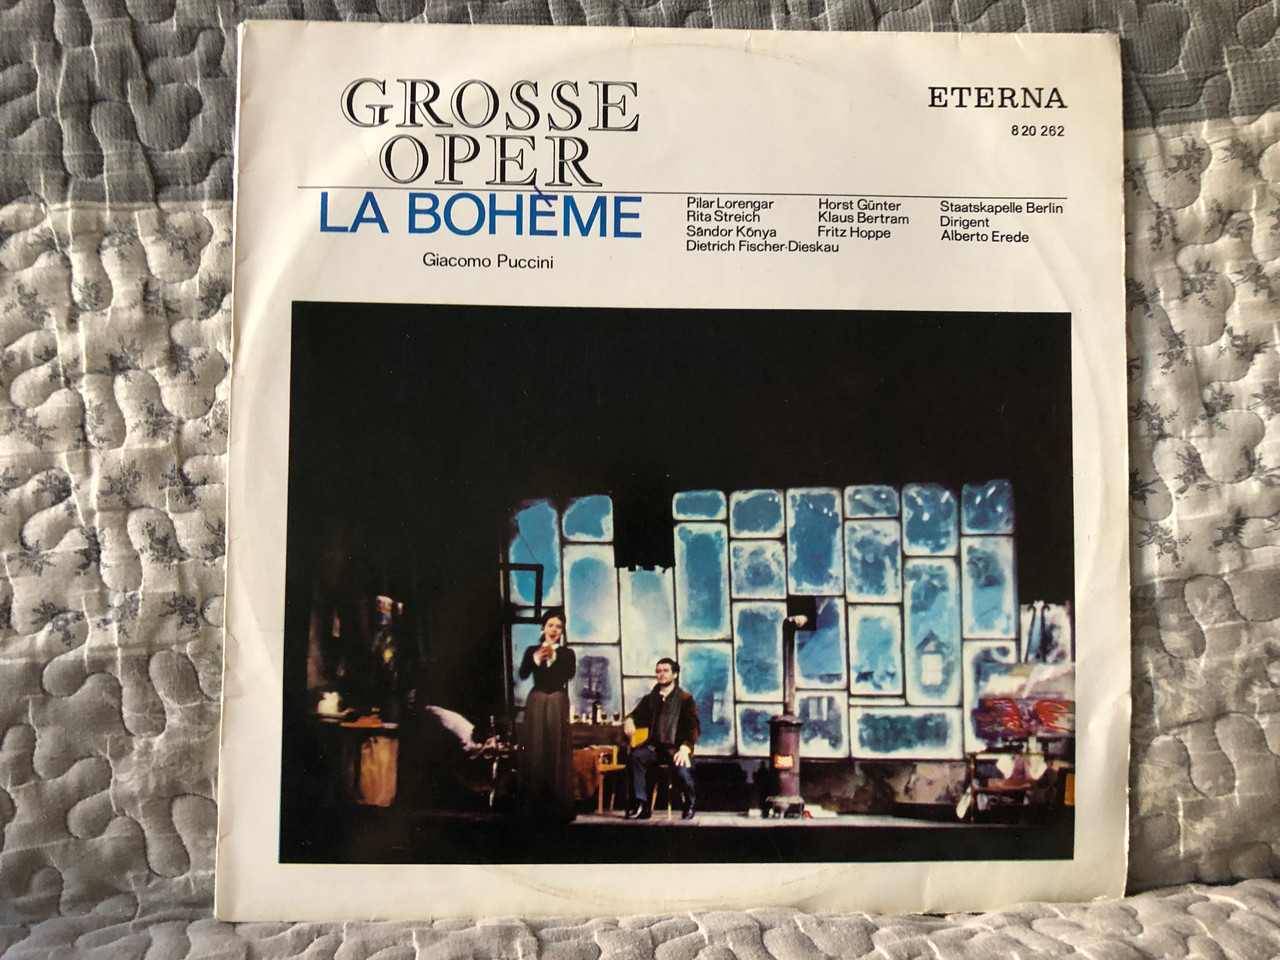 GROSSE
OPER
ETERNA
8 20 262
LA BOHÈME
Giacomo Puccini
Pilar Lorengar
Rita Streich
Sándor Kónya
Dietrich Fischer-Dieskau
Horst Günter
Klaus Bertram
Fritz Hoppe
Staatskapelle Berlin
Dirigent
Alberto Erede